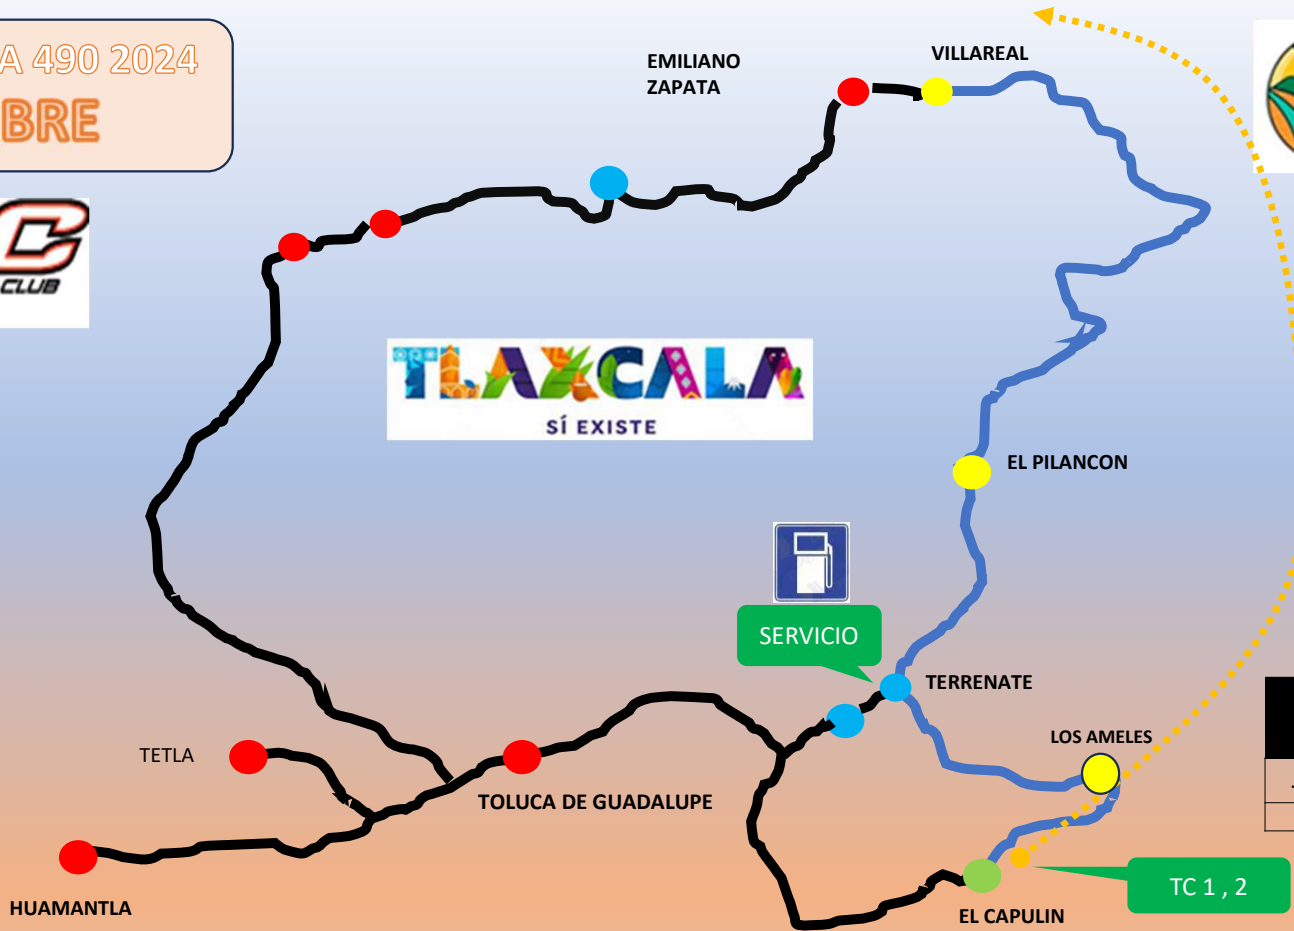 A 490 2024
BRE
C
CLUB
EMILIANO
ZAPATA
VILLAREAL
TLAXCALA
SÍ EXISTE
EL PILANCON
SERVICIO
TERRENATE
LOS AMELES
TETLA
TOLUCA DE GUADALUPE
HUAMANTLA
EL CAPULIN
TC 1 , 2